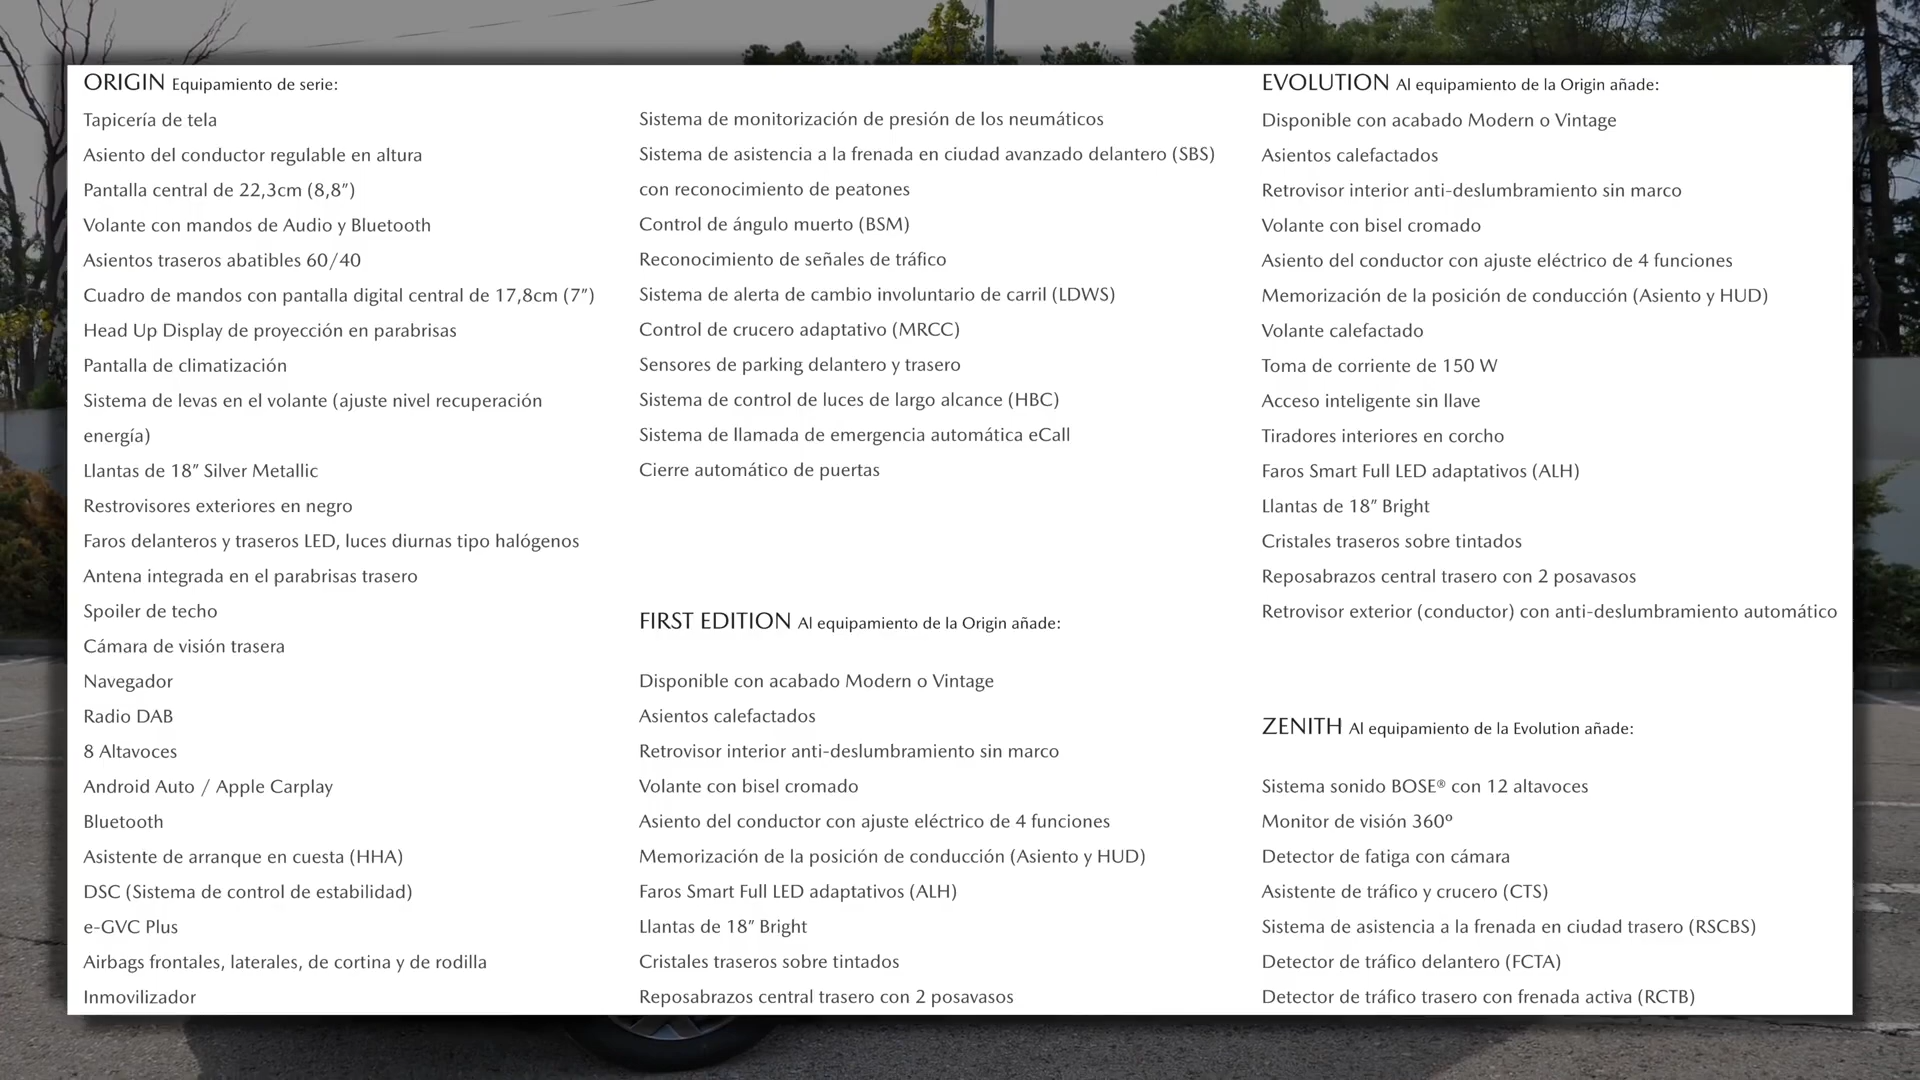 ORIGIN Equipamiento de serie:
Tapicería de tela
Asiento del conductor regulable en altura
Pantalla central de 22,3cm (8,8”)
Volante con mandos de Audio y Bluetooth
Asientos traseros abatibles 60/40
Cuadro de mandos con pantalla digital central de 17,8cm (7”)
Head Up Display de proyección en parabrisas
Pantalla de climatización
Sistema de levas en el volante (ajuste nivel recuperación
energía)
Llantas de 18” Silver Metallic
Restrovisores exteriores en negro
Faros delanteros y traseros LED, luces diurnas tipo halógenos
Antena integrada en el parabrisas trasero
Spoiler de techo
Cámara de visión trasera
Navegador
Radio DAB
8 Altavoces
Android Auto / Apple Carplay
Bluetooth
Asistente de arranque en cuesta (HHA)
DSC (Sistema de control de estabilidad)
e-GVC Plus
Airbags frontales, laterales, de cortina y de rodilla
Inmovilizador
Sistema de monitorización de presión de los neumáticos
Sistema de asistencia a la frenada en ciudad avanzado delantero (SBS)
con reconocimiento de peatones
Control de ángulo muerto (BSM)
Reconocimiento de señales de tráfico
Sistema de alerta de cambio involuntario de carril (LDWS)
Control de crucero adaptativo (MRCC)
Sensores de parking delantero y trasero
Sistema de control de luces de largo alcance (HBC)
Sistema de llamada de emergencia automática eCall
Cierre automático de puertas
FIRST EDITION Al equipamiento de la Origin añade:
Disponible con acabado Modern o Vintage
Asientos calefactados
Retrovisor interior anti-deslumbramiento sin marco
Volante con bisel cromado
Asiento del conductor con ajuste eléctrico de 4 funciones
Memorización de la posición de conducción (Asiento y HUD)
Faros Smart Full LED adaptativos (ALH)
Llantas de 18” Bright
Cristales traseros sobre tintados
Reposabrazos central trasero con 2 posavasos
EVOLUTION Al equipamiento de la Origin añade:
Disponible con acabado Modern o Vintage
Asientos calefactados
Retrovisor interior anti-deslumbramiento sin marco
Volante con bisel cromado
Asiento del conductor con ajuste eléctrico de 4 funciones
Memorización de la posición de conducción (Asiento y HUD)
Volante calefactado
Toma de corriente de 150 W
Acceso inteligente sin llave
Tiradores interiores en corcho
Faros Smart Full LED adaptativos (ALH)
Llantas de 18” Bright
Cristales traseros sobre tintados
Reposabrazos central trasero con 2 posavasos
Retrovisor exterior (conductor) con anti-deslumbramiento automático
ZENITH Al equipamiento de la Evolution añade:
Sistema sonido BOSE® con 12 altavoces
Monitor de visión 360º
Detector de fatiga con cámara
Asistente de tráfico y crucero (CTS)
Sistema de asistencia a la frenada en ciudad trasero (RSCBS)
Detector de tráfico delantero (FCTA)
Detector de tráfico trasero con frenada activa (RCTB)